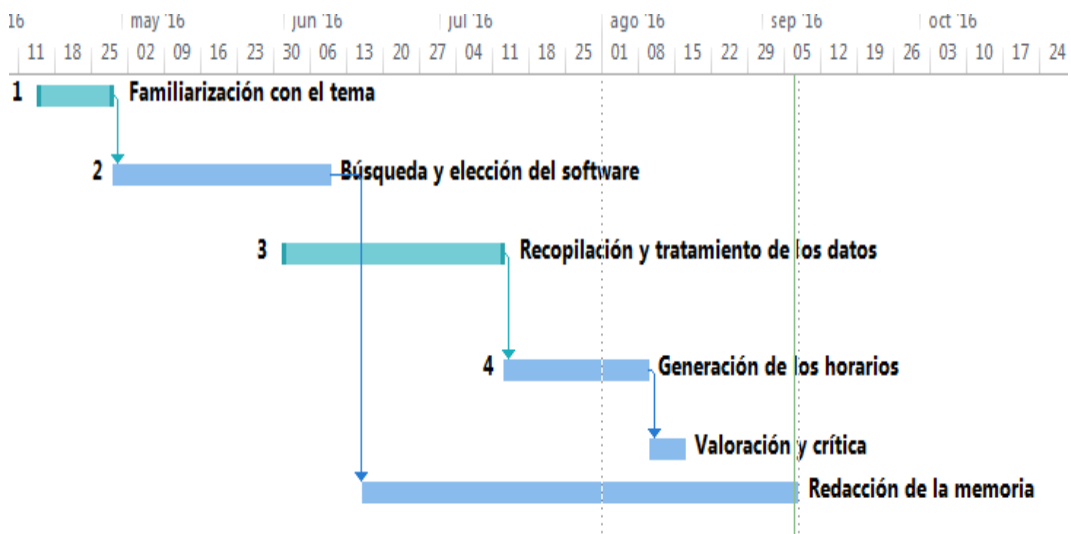 16 may '16 jun '16 jul '16 ago '16 sep '16 oct '16
11 18 25 02 09 16 23 30 06 13 20 27 04 11 18 25 01 08 15 22 29 05 12 19 26 03 10 17 24
1 Familiarización con el tema
2 Búsqueda y elección del software
3 Recopilación y tratamiento de los datos
4 Generación de los horarios
Valoración y crítica
Redacción de la memoria